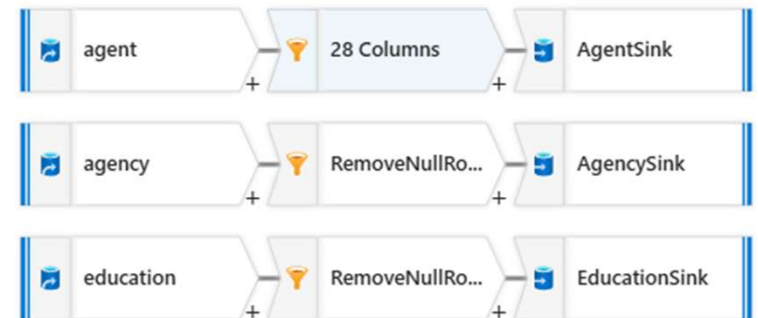 agent 28 Columns AgentSink
+ +
agency RemoveNullRo... AgencySink
+ +
education RemoveNullRo... EducationSink
+ +